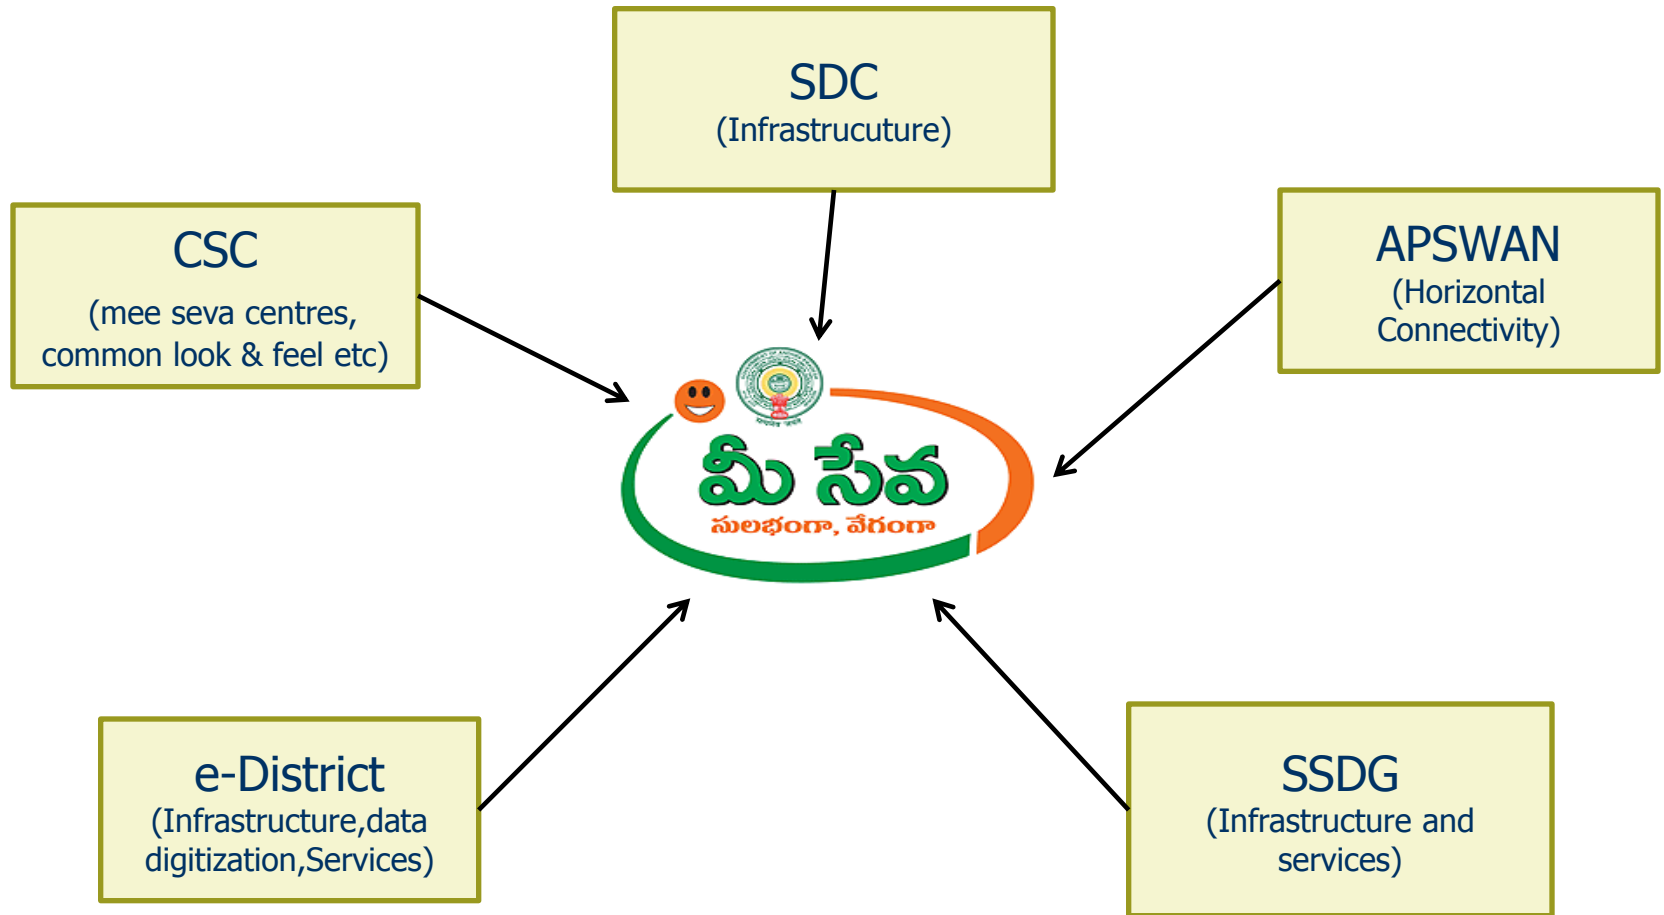 SDC
(Infrastrucuture)
CSC
(mee seva centres,
common look & feel etc)
APSWAN
(Horizontal
Connectivity)
మీ సేవ
సులభంగా, వేగంగా
e-District
(Infrastructure,data
digitization,Services)
SSDG
(Infrastructure and
services)